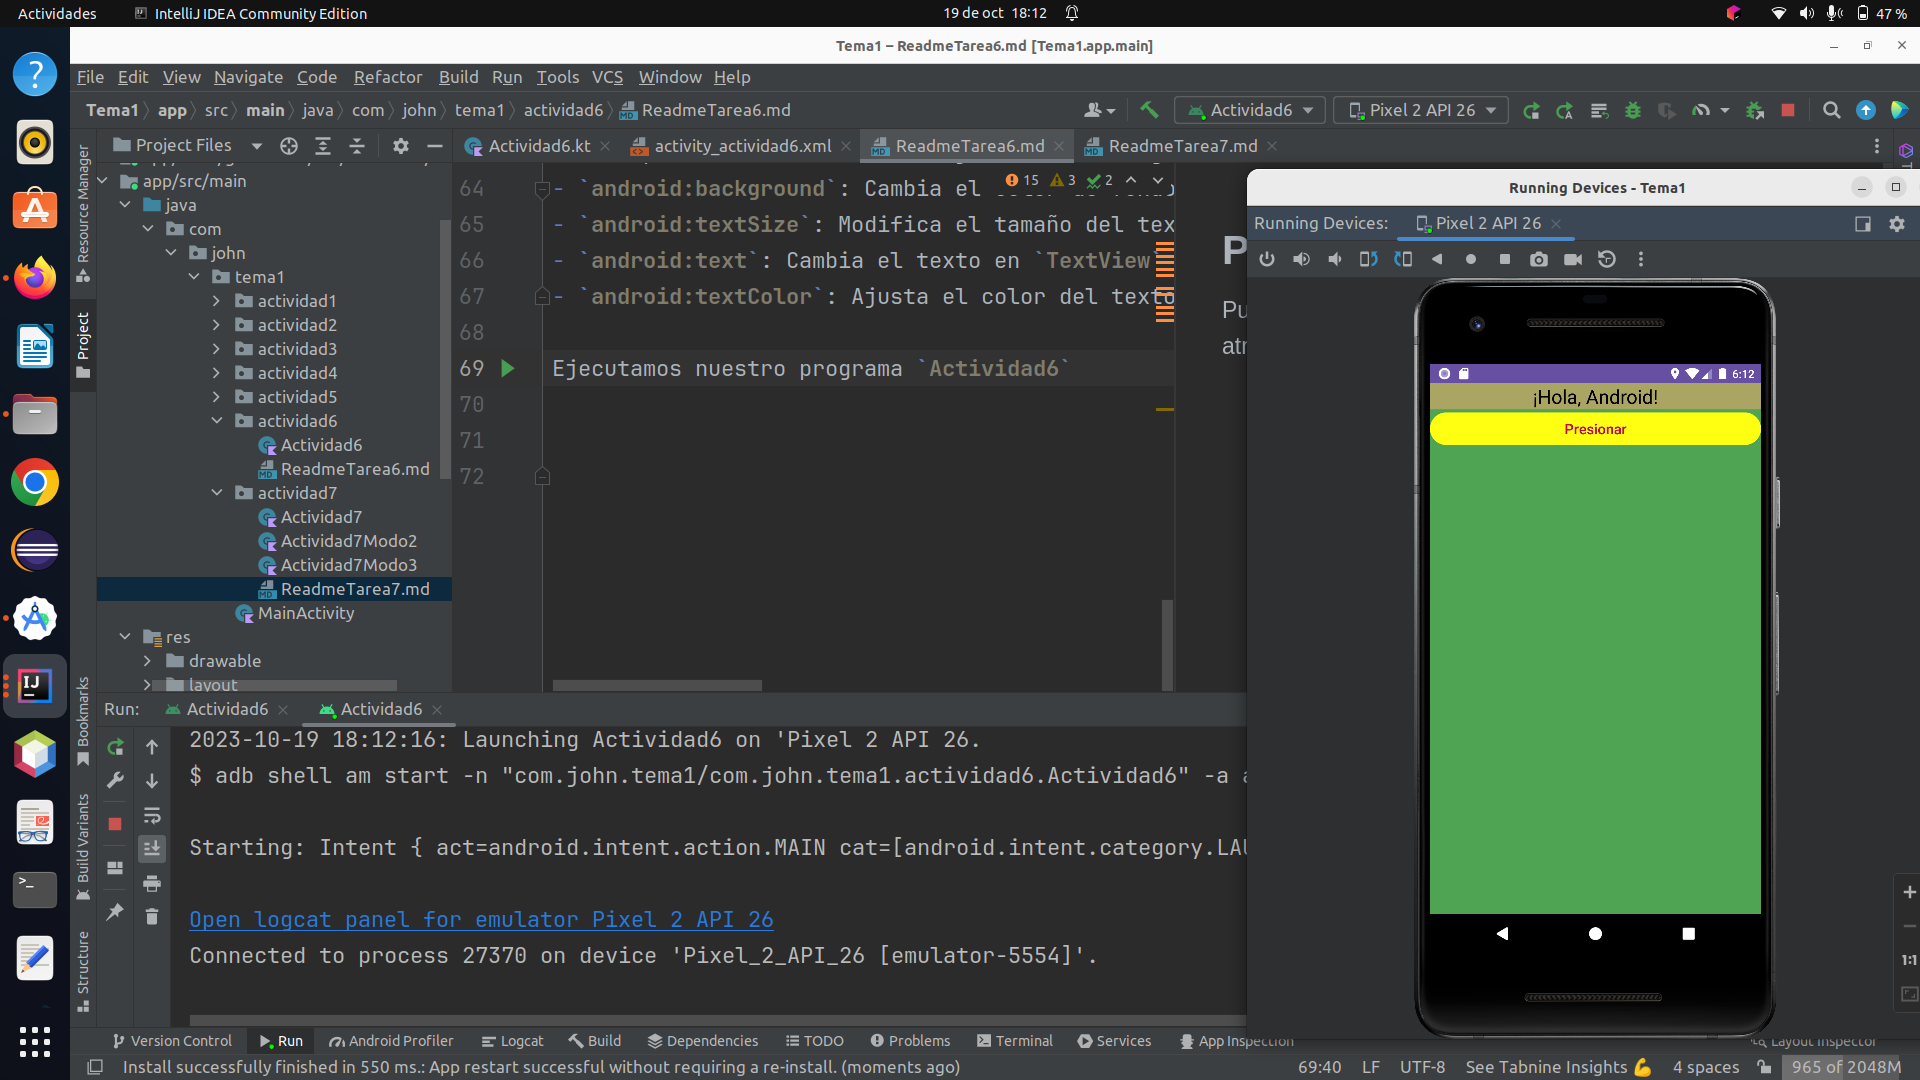 Actividades
IntelliJ IDEA Community Edition
19 de oct 18:12
47 %
Tema1 – ReadmeTarea6.md [Tema1.app.main]
File Edit View Navigate Code Refactor Build Run Tools VCS Window Help
Tema1 app src main java com john tema1 actividad6 ReadmeTarea6.md
Actividad6
Pixel 2 API 26
Project Files
Actividad6.kt
activity_actividad6.xml
ReadmeTarea6.md
ReadmeTarea7.md
Resource Manager
Project
Bookmarks
Build Variants
Structure
app/src/main
java
com
john
tema1
actividad1
actividad2
actividad3
actividad4
actividad5
actividad6
Actividad6
ReadmeTarea6.md
actividad7
Actividad7
Actividad7Modo2
Actividad7Modo3
ReadmeTarea7.md
MainActivity
res
drawable
layout
15 3 2
64 - `android:background`: Cambia el
65 - `android:textSize`: Modifica el tamaño del tex
66 - `android:text`: Cambia el texto en `TextView`
67 - `android:textColor`: Ajusta el color del texto
68
69 Ejecutamos nuestro programa `Actividad6`
70
71
72
P
Pu
atr
Running Devices - Tema1
Running Devices: Pixel 2 API 26
6:12
¡Hola, Android!
Presionar
1:1
Run: Actividad6 Actividad6
2023-10-19 18:12:16: Launching Actividad6 on 'Pixel 2 API 26.
$ adb shell am start -n "com.john.tema1/com.john.tema1.actividad6.Actividad6" -a a
Starting: Intent { act=android.intent.action.MAIN cat=[android.intent.category.LAU
Open logcat panel for emulator Pixel 2 API 26
Connected to process 27370 on device 'Pixel_2_API_26 [emulator-5554]'.
Version Control Run Android Profiler Logcat Build Dependencies TODO Problems Terminal Services App Inspection Layout Inspector
Install successfully finished in 550 ms.: App restart successful without requiring a re-install. (moments ago)
69:40 LF UTF-8 See Tabnine Insights 💪 4 spaces 965 of 2048M